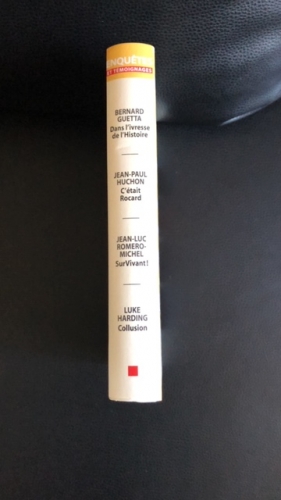 ENQUÊTES
ET TÉMOIGNAGES
BERNARD
GUETTA
Dans l'ivresse
de l'Histoire
JEAN-PAUL
HUCHON
C'était
Rocard
JEAN-LUC
ROMERO-
MICHEL
SurVivant!
LUKE
HARDING
Collusion